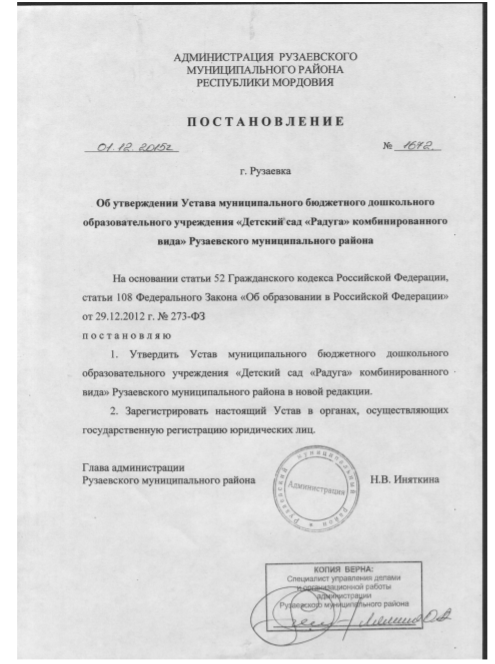 АДМИНИСТРАЦИЯ РУЗАЕВСКОГО
МУНИЦИПАЛЬНОГО РАЙОНА
РЕСПУБЛИКИ МОРДОВИЯ
ПОСТАНОВЛЕНИЕ
01.12.2015г. № 1672.
г. Рузаевка
Об утверждении Устава муниципального бюджетного дошкольного
образовательного учреждения «Детский сад «Радуга» комбинированного
вида» Рузаевского муниципального района
На основании статьи 52 Гражданского кодекса Российской Федерации,
статьи 108 Федерального Закона «Об образовании в Российской Федерации»
от 29.12.2012 г. № 273-ФЗ
постановляю
1. Утвердить Устав муниципального бюджетного дошкольного
образовательного учреждения «Детский сад «Радуга» комбинированного
вида» Рузаевского муниципального района в новой редакции.
2. Зарегистрировать настоящий Устав в органах, осуществляющих
государственную регистрацию юридических лиц.
Глава администрации
Рузаевского муниципального района Н.В. Иняткина
Рузаевский муниципальный район
Администрация
КОПИЯ ВЕРНА:
Специалист управления делами
и организационной работы
администрации
Рузаевского муниципального района